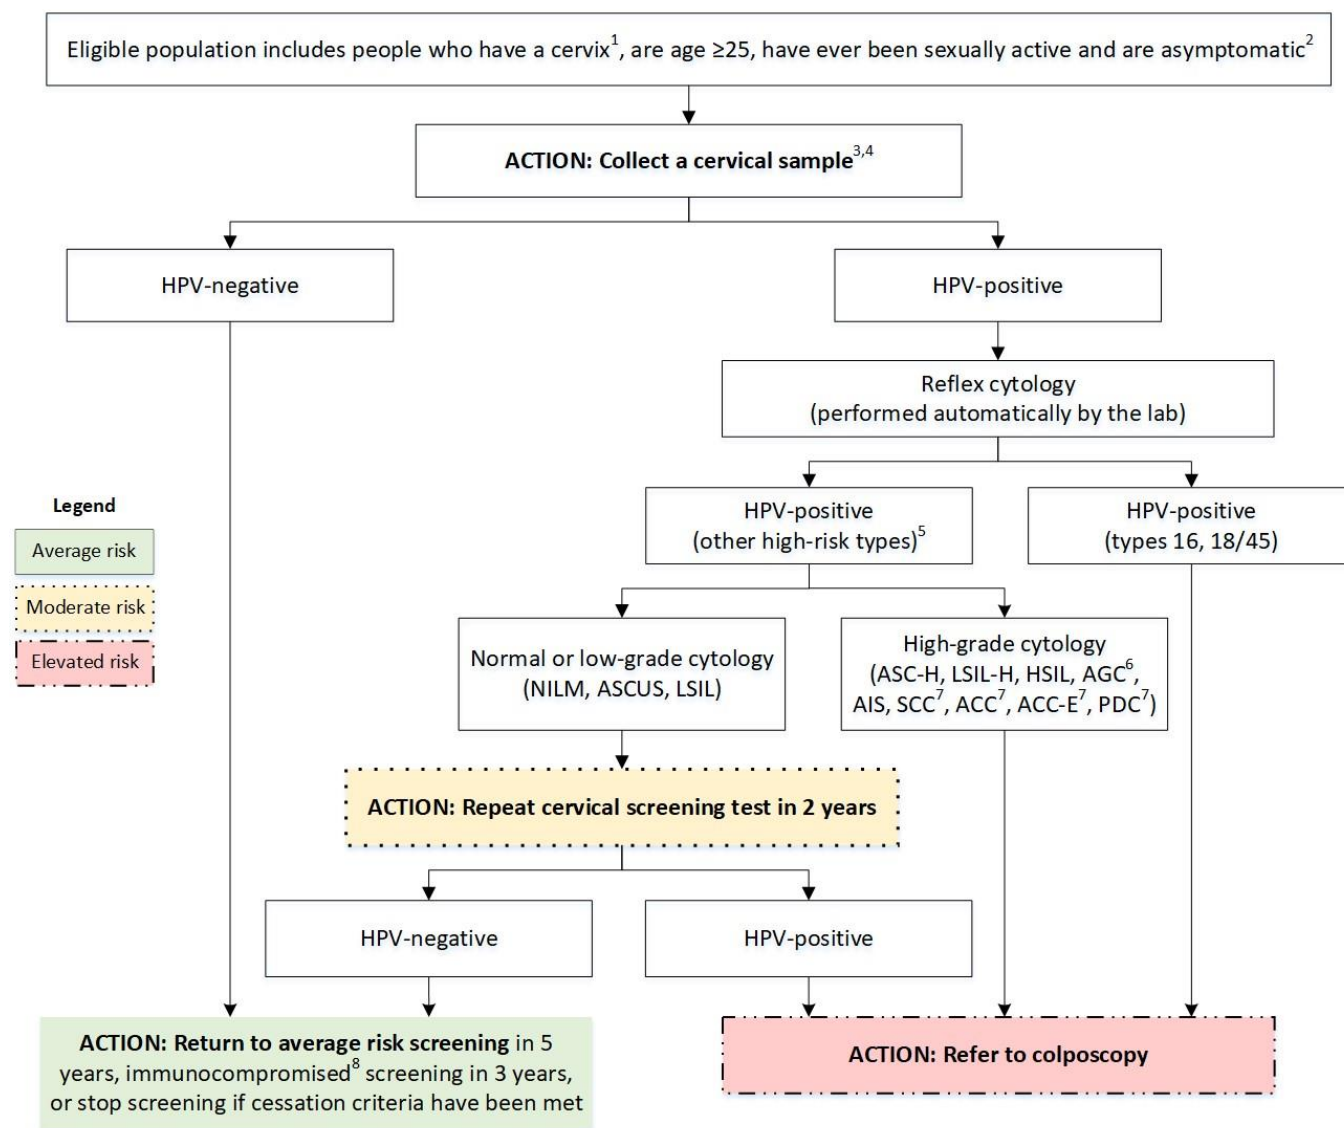 Eligible population includes people who have a cervix1, are age ≥25, have ever been sexually active and are asymptomatic2
ACTION: Collect a cervical sample3,4
HPV-negative
HPV-positive
Reflex cytology
(performed automatically by the lab)
HPV-positive
(other high-risk types)5
HPV-positive
(types 16, 18/45)
Legend
Average risk
Moderate risk
Elevated risk
Normal or low-grade cytology
(NILM, ASCUS, LSIL)
High-grade cytology
(ASC-H, LSIL-H, HSIL, AGC6,
AIS, SCC7, ACC7, ACC-E7, PDC7)
ACTION: Repeat cervical screening test in 2 years
HPV-negative
HPV-positive
ACTION: Return to average risk screening in 5
years, immunocompromised8 screening in 3 years,
or stop screening if cessation criteria have been met
ACTION: Refer to colposcopy